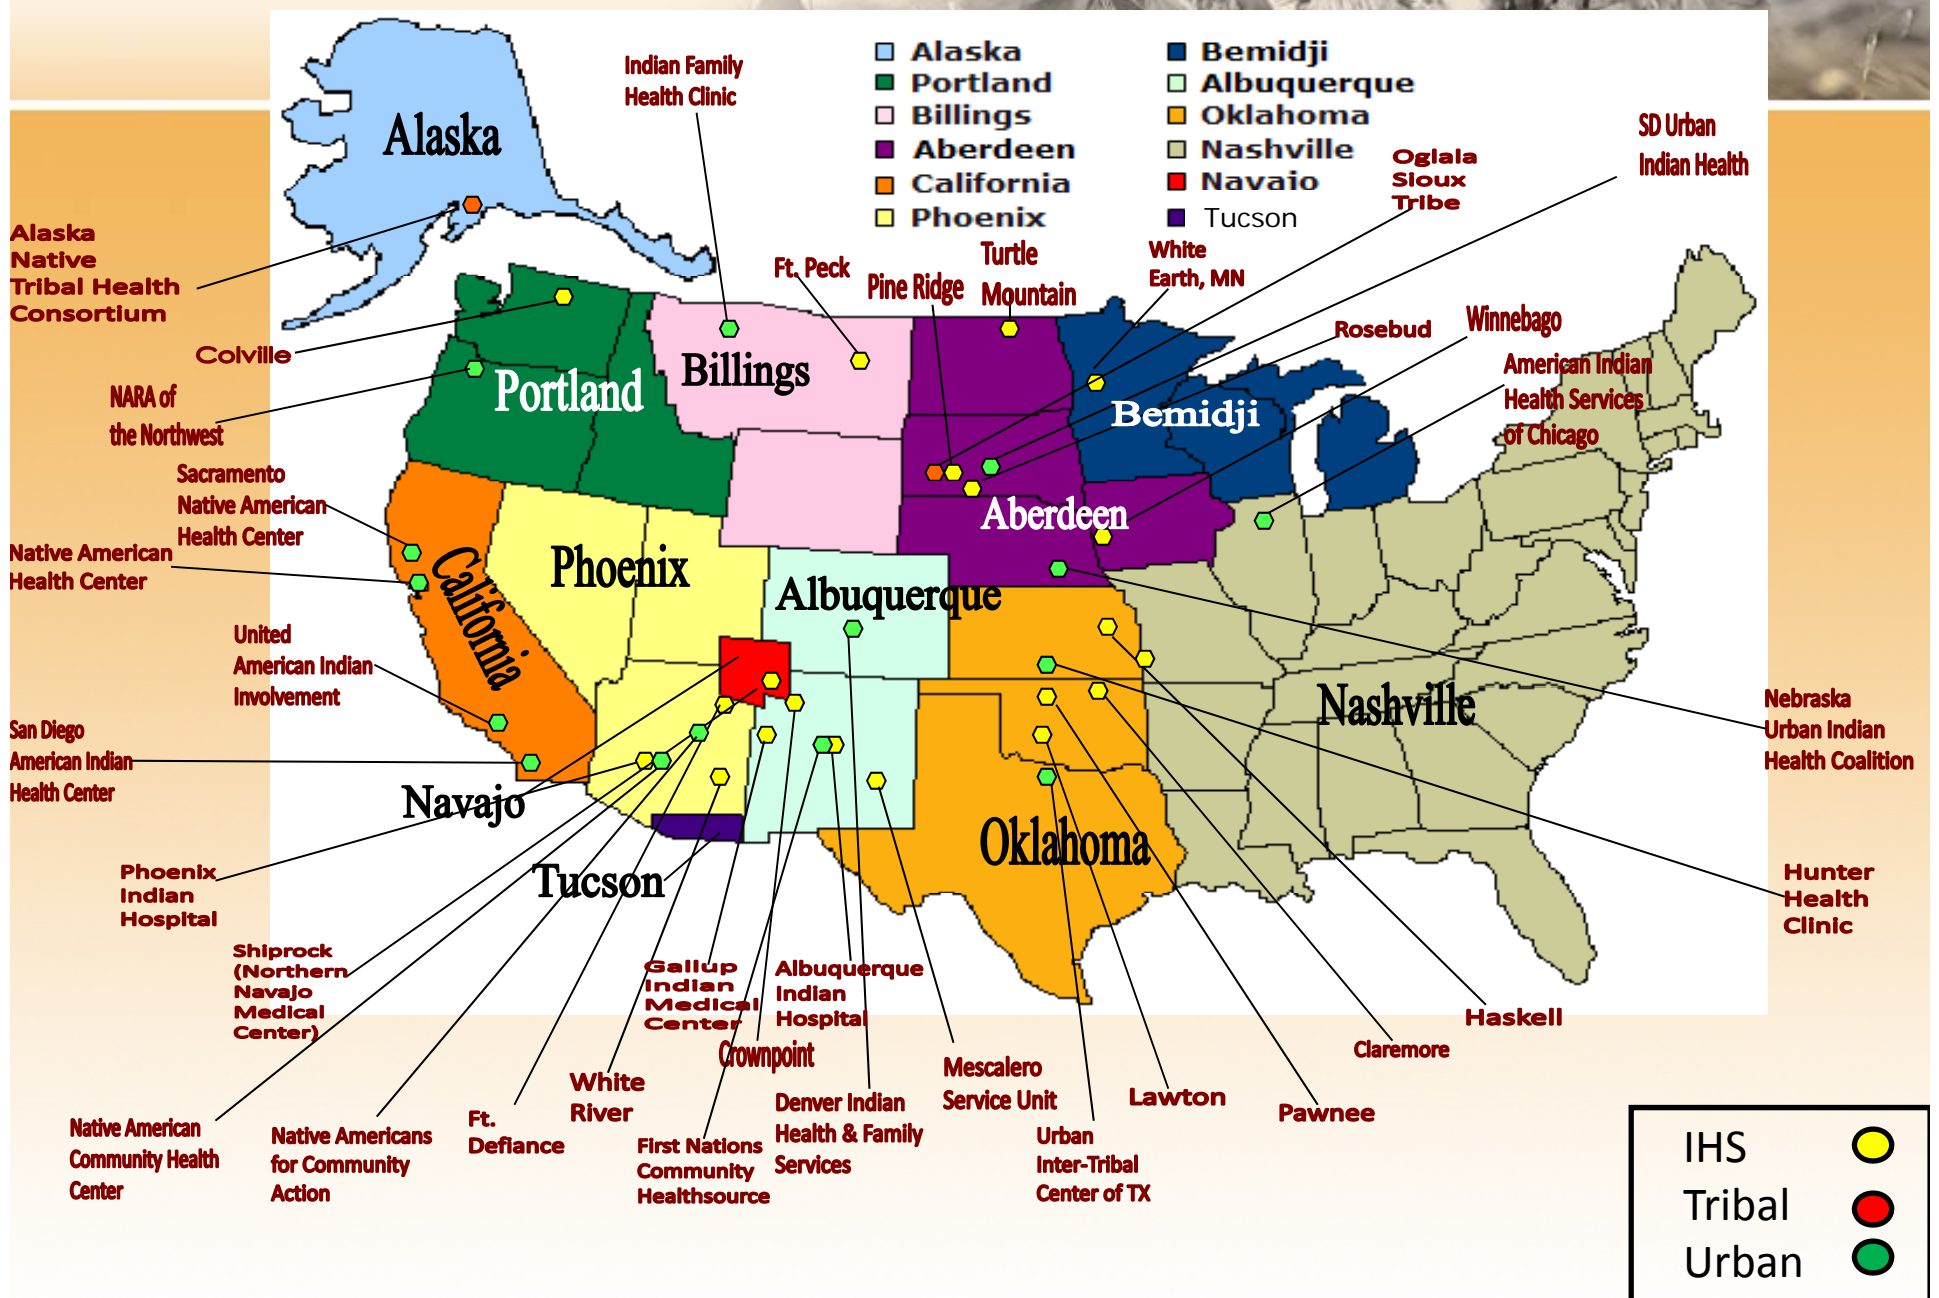 Alaska
Portland
Billings
Aberdeen
California
Phoenix
Bemidji
Albuquerque
Oklahoma
Nashville
Navaio
Tucson
Indian Family
Health Clinic
Alaska
Alaska
Native
Tribal Health
Consortium
Colville
NARA of
the Northwest
Sacramento
Native American
Health Center
Native American
Health Center
United
American Indian
Involvement
San Diego
American Indian
Health Center
Ft. Peck
Pine Ridge
Turtle
Mountain
White
Earth, MN
Oglala
Sioux
Tribe
SD Urban
Indian Health
Rosebud
Winnebago
American Indian
Health Services
of Chicago
Portland
Billings
Bemidji
Aberdeen
California
Phoenix
Albuquerque
Nashville
Navajo
Tucson
Oklahoma
Nebraska
Urban Indian
Health Coalition
Hunter
Health
Clinic
Phoenix
Indian
Hospital
Shiprock
(Northern
Navajo
Medical
Center)
Gallup
Indian
Medical
Center
Albuquerque
Indian
Hospital
Crownpoint
Mescalero
Service Unit
Haskell
Claremore
Lawton
Pawnee
Native American
Community Health
Center
Native Americans
for Community
Action
Ft.
Defiance
White
River
First Nations
Community
Healthsource
Denver Indian
Health & Family
Services
Urban
Inter-Tribal
Center of TX
IHS
Tribal
Urban